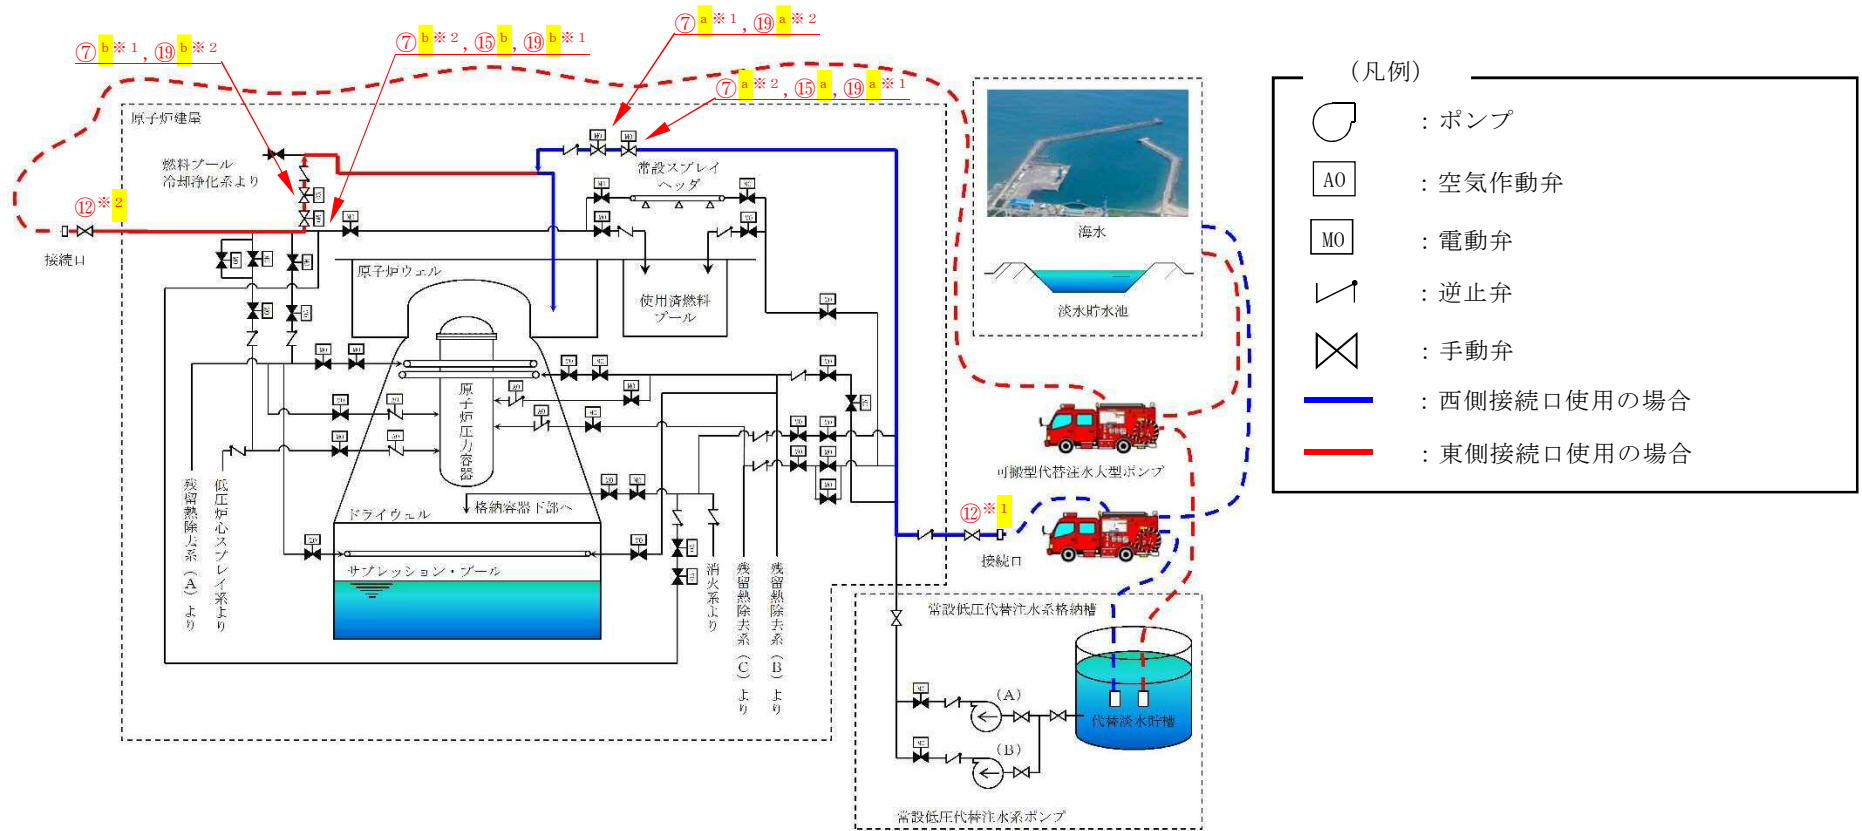 ⑦a※1, ⑲a※2
⑦b※1, ⑲b※2
⑦b※2, ⑮b, ⑲b※1
⑦a※2, ⑮a, ⑲a※1
原子炉建屋
燃料プール
冷却浄化系より
常設スプレイ
ヘッダ
⑫※2
接続口
原子炉ウェル
使用済燃料
プール
海水
淡水貯水池
原子炉圧力容器
可搬型代替注水大型ポンプ
格納容器下部へ
ドライウェル
サプレッション・プール
残留熱除去系(A)より
低圧炉心スプレイ系より
消火系より
残留熱除去系(C)より
残留熱除去系(B)より
⑫※1
接続口
常設低圧代替注水系格納槽
(A)
(B)
代替淡水貯槽
常設低圧代替注水系ポンプ
(凡例)
:ポンプ
AO
:空気作動弁
MO
:電動弁
:逆止弁
:手動弁
:西側接続口使用の場合
:東側接続口使用の場合